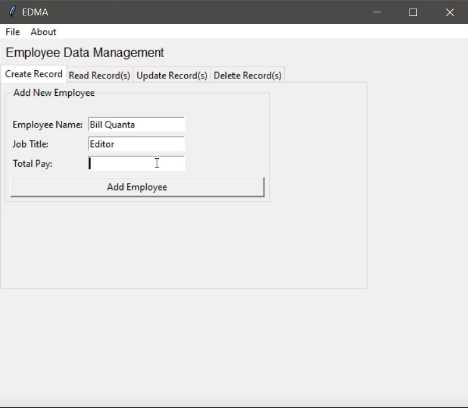 EDMA
File About
Employee Data Management
Create Record Read Record(s) Update Record(s) Delete Record(s)
Add New Employee
Employee Name: Bill Quanta
Job Title: Editor
Total Pay:
Add Employee